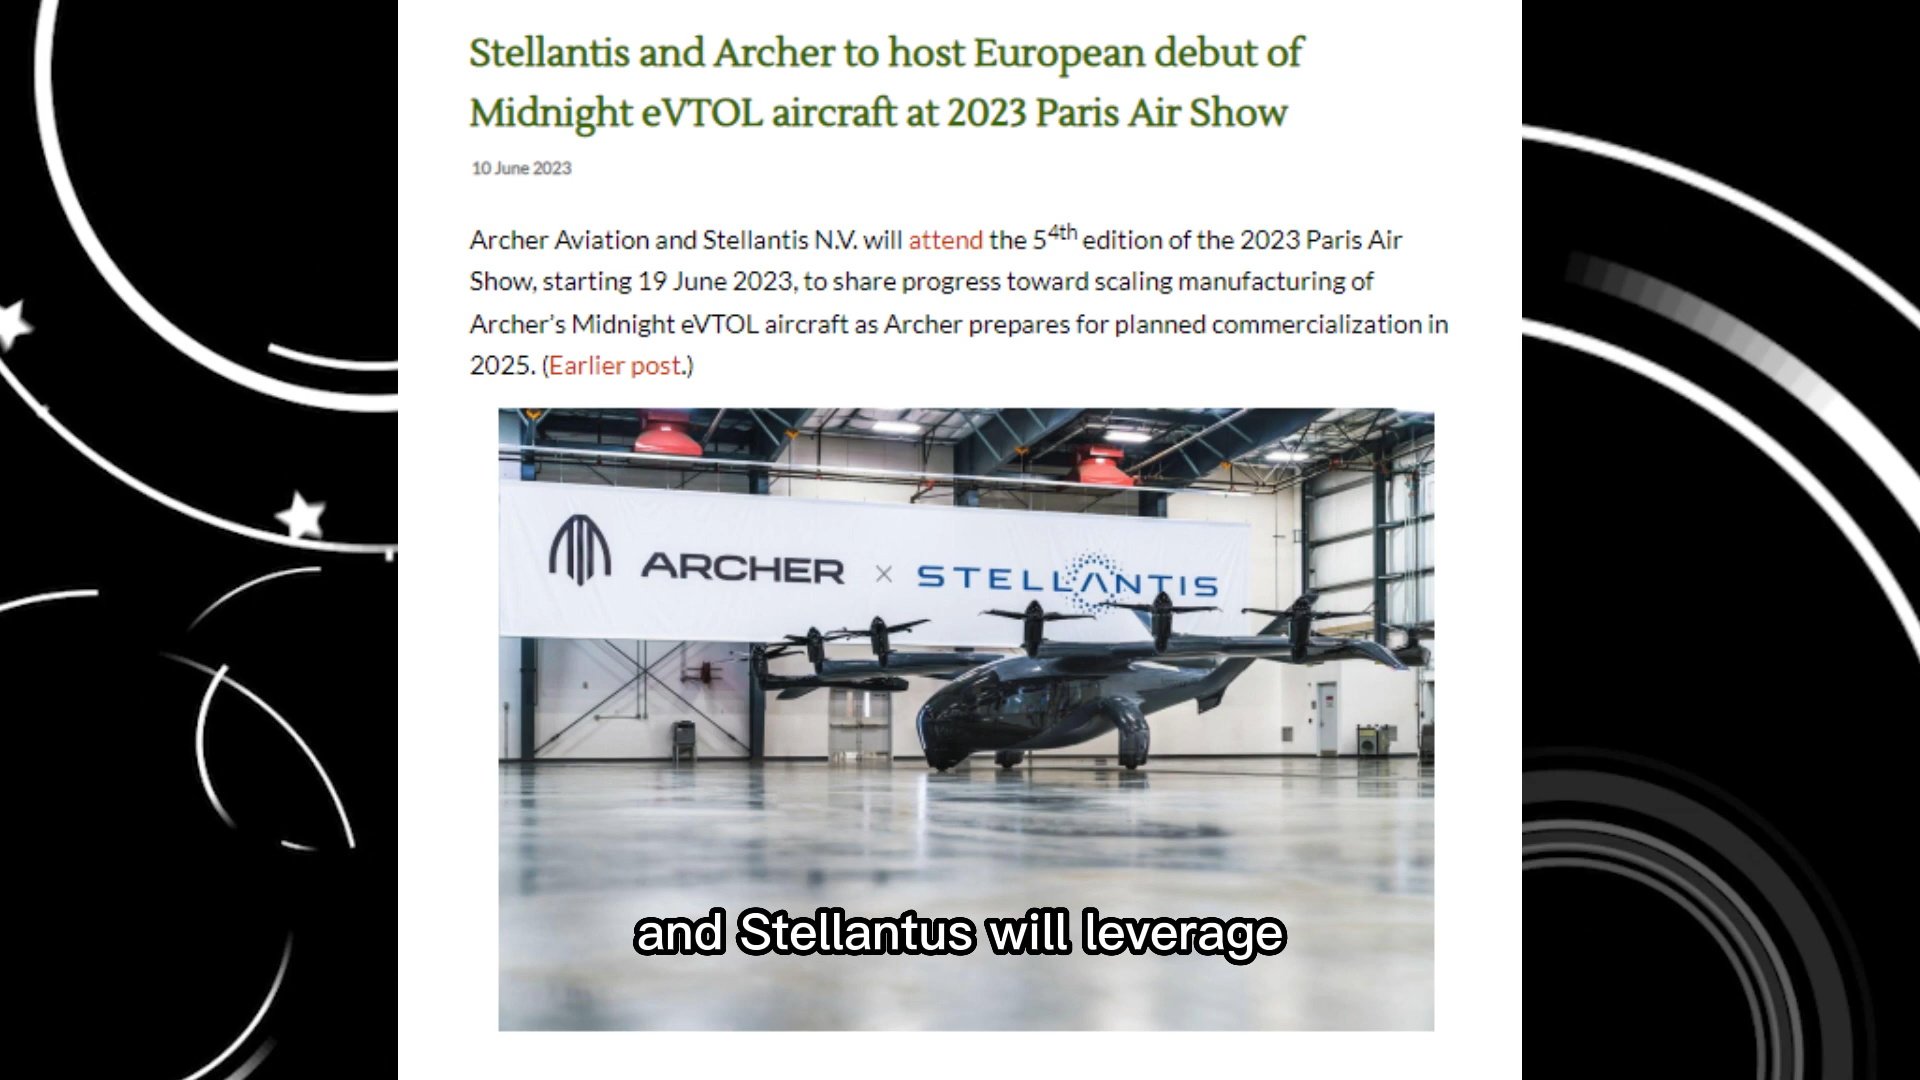 Stellantis and Archer to host European debut of
Midnight eVTOL aircraft at 2023 Paris Air Show
10 June 2023
Archer Aviation and Stellantis N.V. will attend the 54th edition of the 2023 Paris Air
Show, starting 19 June 2023, to share progress toward scaling manufacturing of
Archer’s Midnight eVTOL aircraft as Archer prepares for planned commercialization in
2025. (Earlier post.)
ARCHER × STELLANTIS
and Stellantus will leverage